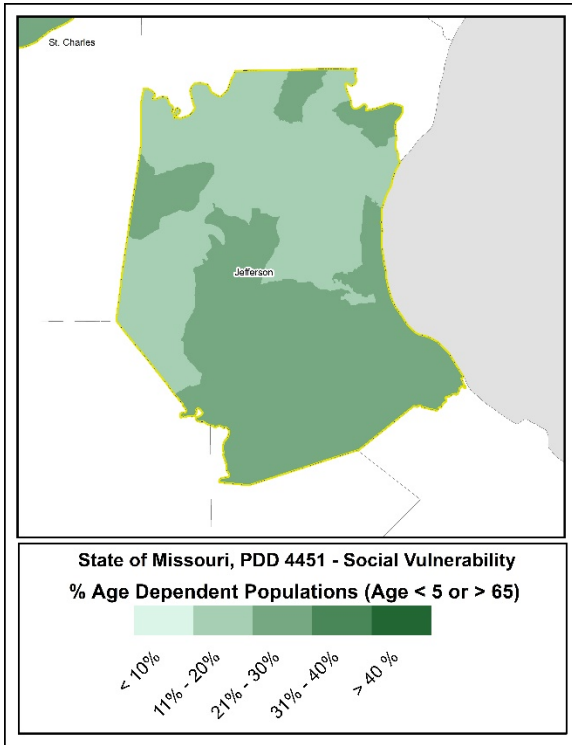 St. Charles
Jefferson
State of Missouri, PDD 4451 - Social Vulnerability
% Age Dependent Populations (Age < 5 or > 65)
< 10%
11% - 20%
21% - 30%
31% - 40%
> 40 %